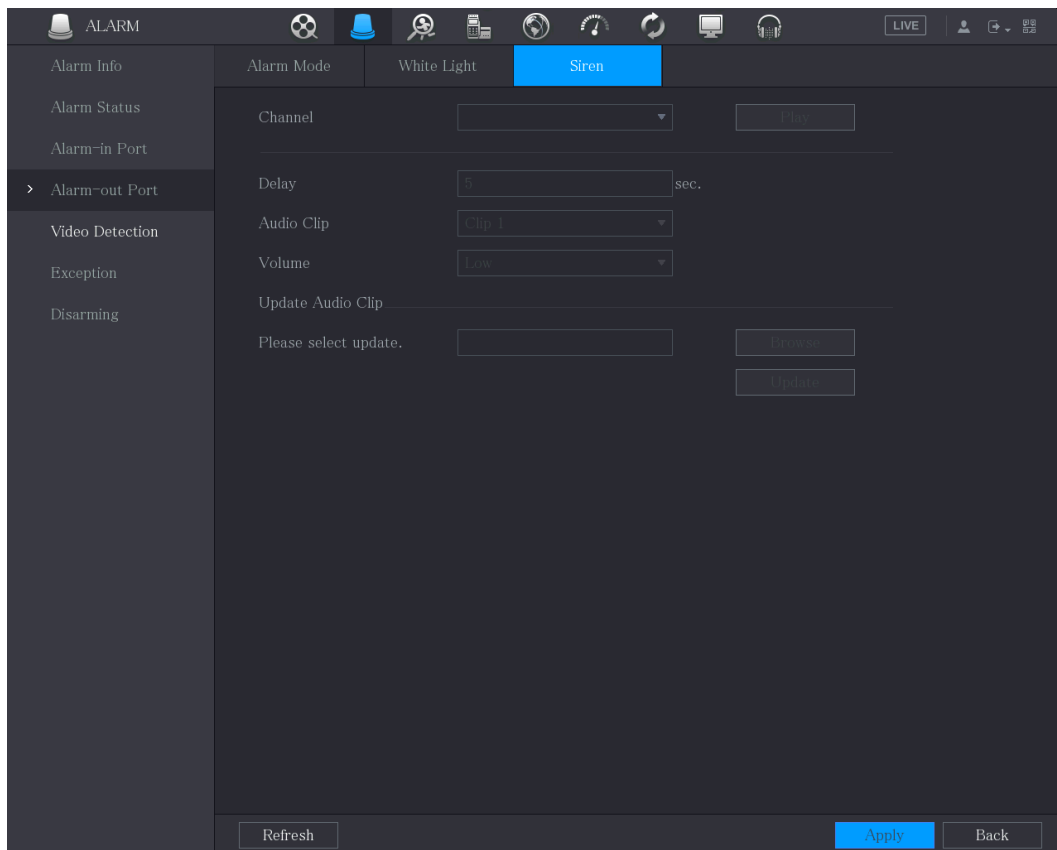 ALARM
LIVE
Alarm Info
Alarm Mode
White Light
Siren
Alarm Status
Channel
Play
Alarm-in Port
Alarm-out Port
Delay
5
sec.
Video Detection
Audio Clip
Clip 1
Exception
Volume
Low
Disarming
Update Audio Clip
Please select update.
Browse
Update
Refresh
Apply
Back